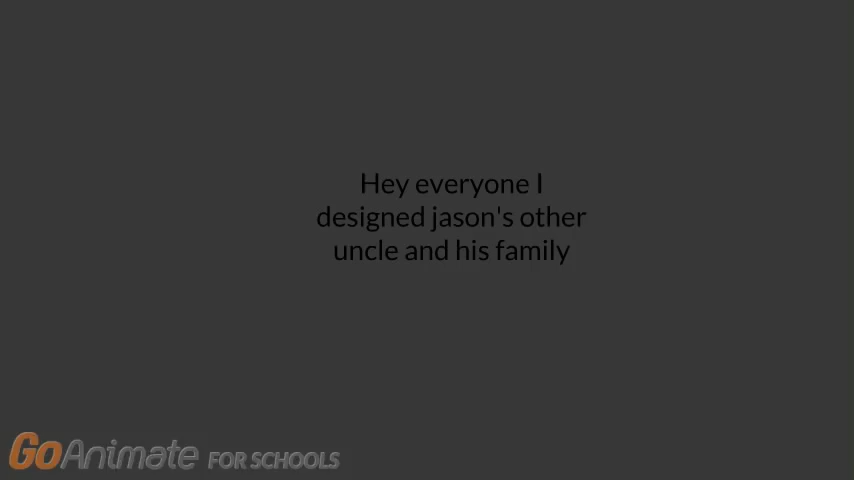 Hey everyone I
designed jason's other
uncle and his family
GoAnimate FOR SCHOOLS